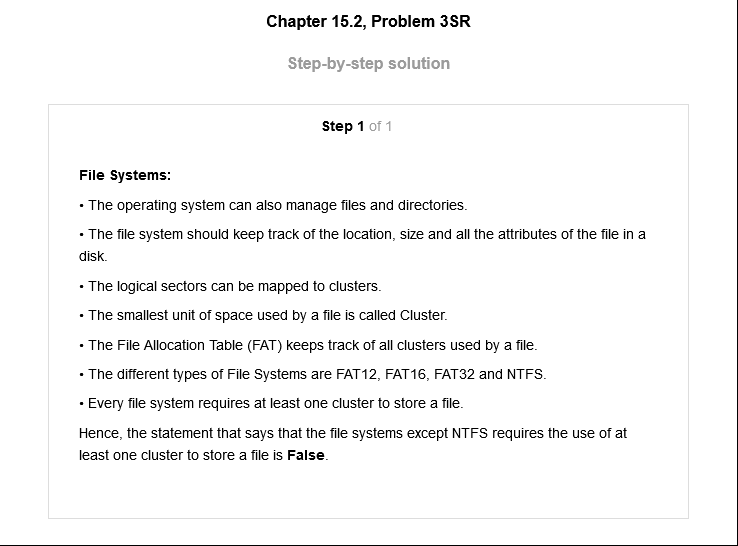 Chapter 15.2, Problem 3SR
Step-by-step solution
Step 1 of 1
File Systems:
• The operating system can also manage files and directories.
• The file system should keep track of the location, size and all the attributes of the file in a
disk.
• The logical sectors can be mapped to clusters.
• The smallest unit of space used by a file is called Cluster.
• The File Allocation Table (FAT) keeps track of all clusters used by a file.
• The different types of File Systems are FAT12, FAT16, FAT32 and NTFS.
• Every file system requires at least one cluster to store a file.
Hence, the statement that says that the file systems except NTFS requires the use of at
least one cluster to store a file is False.